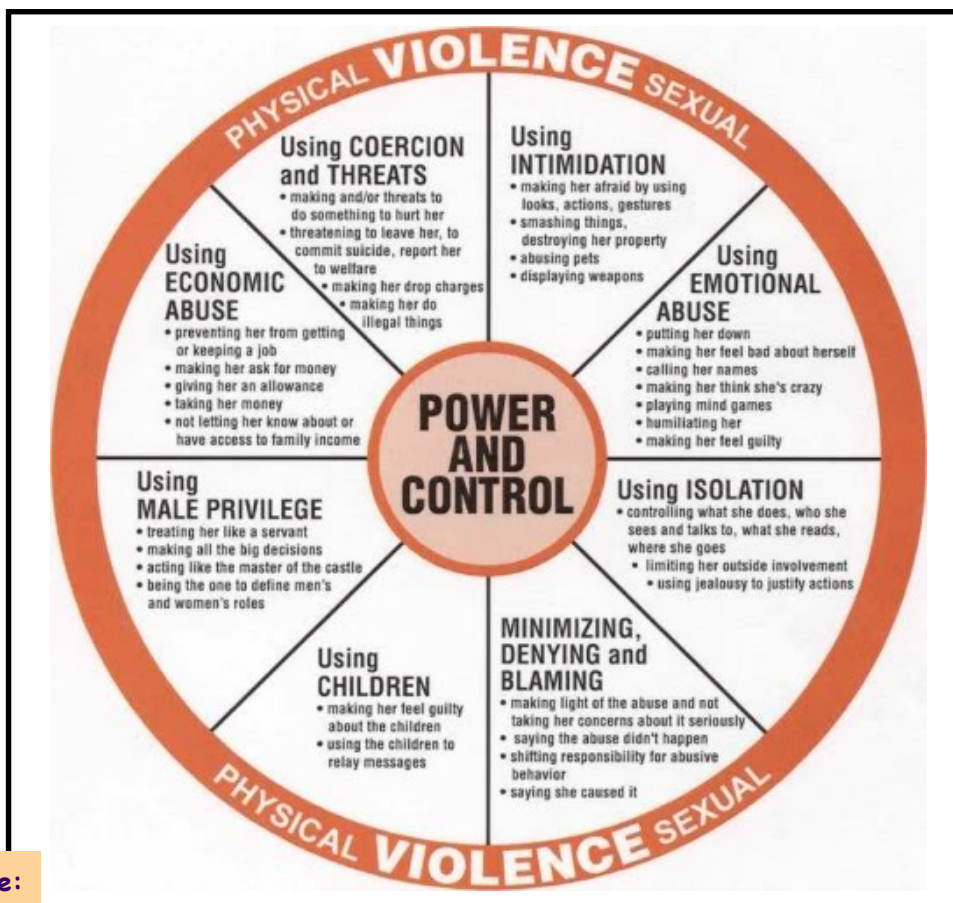 PHYSICAL VIOLENCE SEXUAL
Using COERCION
and THREATS
• making and/or threats to
do something to hurt her
• threatening to leave her, to
commit suicide, report her
to welfare
• making her drop charges
• making her do
illegal things
Using
INTIMIDATION
• making her afraid by using
looks, actions, gestures
• smashing things,
destroying her property
• abusing pets
• displaying weapons
Using
EMOTIONAL
ABUSE
• putting her down
• making her feel bad about herself
• calling her names
• making her think she's crazy
• playing mind games
• humiliating her
• making her feel guilty
Using ISOLATION
• controlling what she does, who she
sees and talks to, what she reads,
where she goes
• limiting her outside involvement
• using jealousy to justify actions
MINIMIZING,
DENYING and
BLAMING
• making light of the abuse and not
taking her concerns about it seriously
• saying the abuse didn't happen
• shifting responsibility for abusive
behavior
• saying she caused it
Using
CHILDREN
• making her feel guilty
about the children
• using the children to
relay messages
Using
MALE PRIVILEGE
• treating her like a servant
• making all the big decisions
• acting like the master of the castle
• being the one to define men's
and women's roles
Using
ECONOMIC
ABUSE
• preventing her from getting
or keeping a job
• making her ask for money
• giving her an allowance
• taking her money
• not letting her know about or
have access to family income
POWER
AND
CONTROL
PHYSICAL VIOLENCE SEXUAL
e: